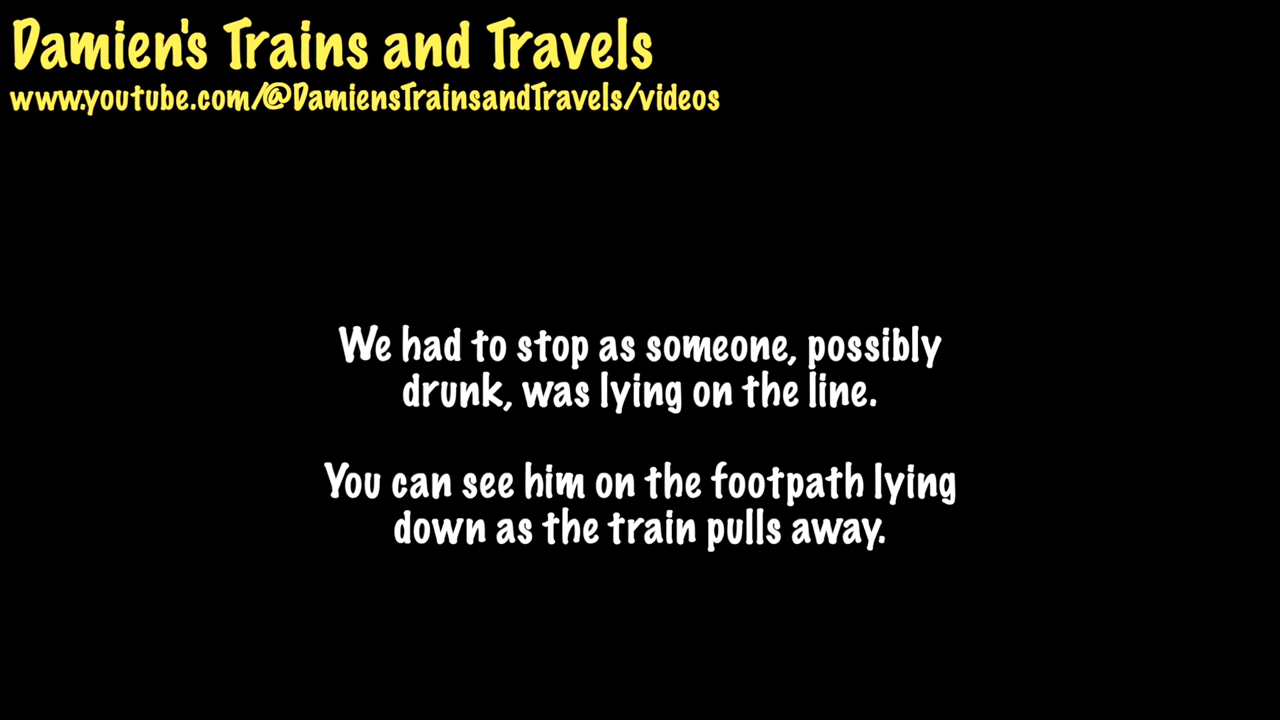 Damien's Trains and Travels
www.youtube.com/@DamiensTrainsandTravels/videos
We had to stop as someone, possibly
drunk, was lying on the line.
You can see him on the footpath lying
down as the train pulls away.